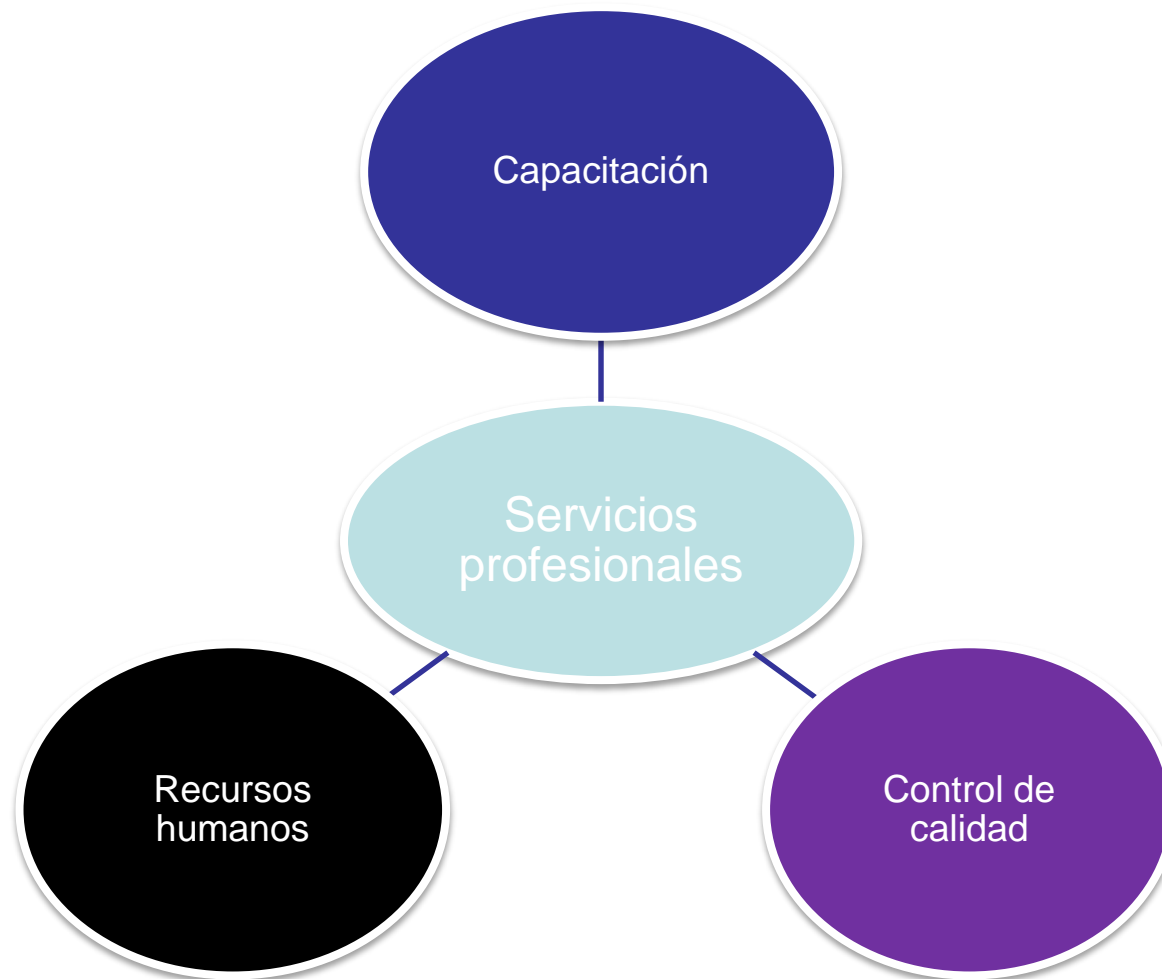 Capacitación
Servicios
profesionales
Recursos
humanos
Control de
calidad